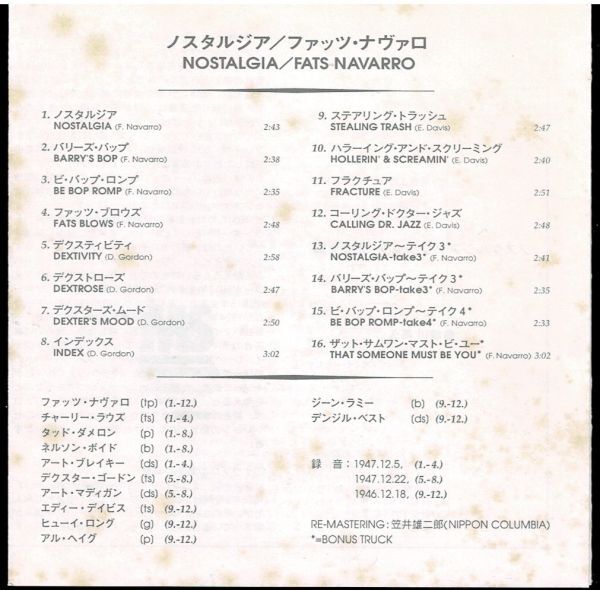 ノスタルジア／ファッツ・ナヴァロ
NOSTALGIA／FATS NAVARRO
1. ノスタルジア
NOSTALGIA (F. Navarro) 2:43
2. バリーズ・バップ
BARRY'S BOP (F. Navarro) 2:38
3. ビ・バップ・ロンプ
BE BOP ROMP (F. Navarro) 2:35
4. ファッツ・ブロウズ
FATS BLOWS (F. Navarro) 2:48
5. デクスティビティ
DEXTIVITY (D. Gordon) 2:58
6. デクストローズ
DEXTROSE (D. Gordon) 2:47
7. デクスターズ・ムード
DEXTER'S MOOD (D. Gordon) 2:50
8. インデックス
INDEX (D. Gordon) 3:02
9. ステアリング・トラッシュ
STEALING TRASH (E. Davis) 2:47
10. ハラーイング・アンド・スクリーミング
HOLLERIN' & SCREAMIN' (E. Davis) 2:40
11. フラクチュア
FRACTURE (E. Davis) 2:51
12. コーリング・ドクター・ジャズ
CALLING DR. JAZZ (E. Davis) 2:48
13. ノスタルジア〜テイク3*
NOSTALGIA-take3* (F. Navarro) 2:41
14. バリーズ・バップ〜テイク3*
BARRY'S BOP-take3* (F. Navarro) 2:35
15. ビ・バップ・ロンプ〜テイク4*
BE BOP ROMP-take4* (F. Navarro) 2:33
16. ザット・サムワン・マスト・ビ・ユー*
THAT SOMEONE MUST BE YOU* (F. Navarro) 3:02
ファッツ・ナヴァロ (tp) (1.-12.)
チャーリー・ラウズ (ts) (1.-4.)
タッド・ダメロン (p) (1.-8.)
ネルソン・ボイド (b) (1.-8.)
アート・ブレイキー (ds) (1.-4.)
デクスター・ゴードン (ts) (5.-8.)
アート・マディガン (ds) (5.-8.)
エディー・デイビス (ts) (9.-12.)
ヒューイ・ロング (g) (9.-12.)
アル・ヘイグ (p) (9.-12.)
ジーン・ラミー (b) (9.-12.)
デンジル・ベスト (ds) (9.-12.)
録 音：1947.12.5, (1.-4.)
1947.12.22, (5.-8.)
1946.12.18, (9.-12.)
RE-MASTERING：笠井雄二郎(NIPPON COLUMBIA)
*=BONUS TRUCK